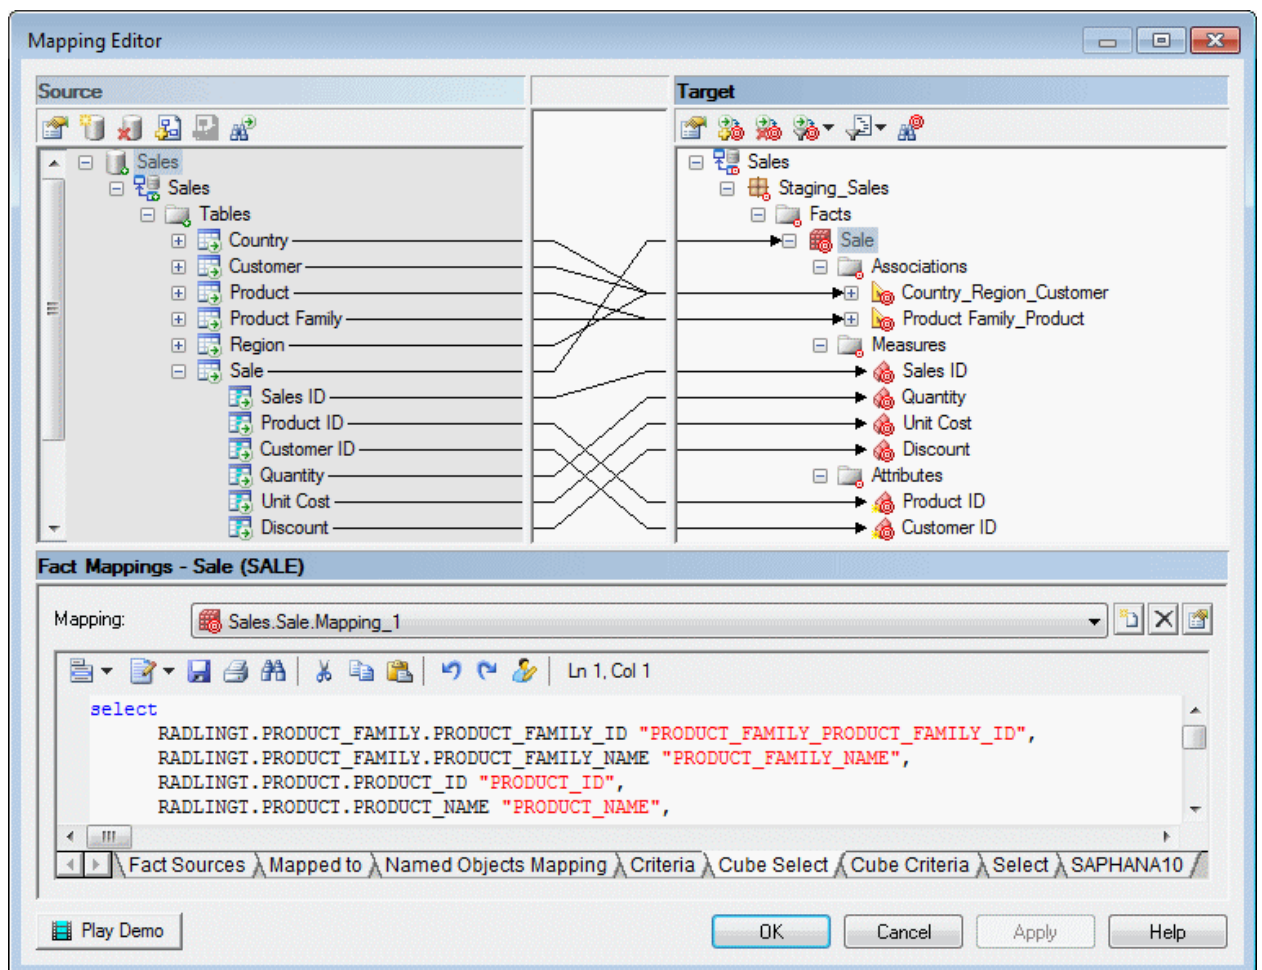 Mapping Editor
Source
Target
Sales
Sales
Tables
Country
Customer
Product
Product Family
Region
Sale
Sales ID
Product ID
Customer ID
Quantity
Unit Cost
Discount
Sales
Staging_Sales
Facts
Sale
Associations
Country_Region_Customer
Product Family_Product
Measures
Sales ID
Quantity
Unit Cost
Discount
Attributes
Product ID
Customer ID
Fact Mappings - Sale (SALE)
Mapping: Sales.Sale.Mapping_1
Ln 1, Col 1
select
RADLINGT.PRODUCT_FAMILY.PRODUCT_FAMILY_ID "PRODUCT_FAMILY_PRODUCT_FAMILY_ID",
RADLINGT.PRODUCT_FAMILY.PRODUCT_FAMILY_NAME "PRODUCT_FAMILY_NAME",
RADLINGT.PRODUCT.PRODUCT_ID "PRODUCT_ID",
RADLINGT.PRODUCT.PRODUCT_NAME "PRODUCT_NAME",
Fact Sources Mapped to Named Objects Mapping Criteria Cube Select Cube Criteria Select SAPHANA10
Play Demo OK Cancel Apply Help